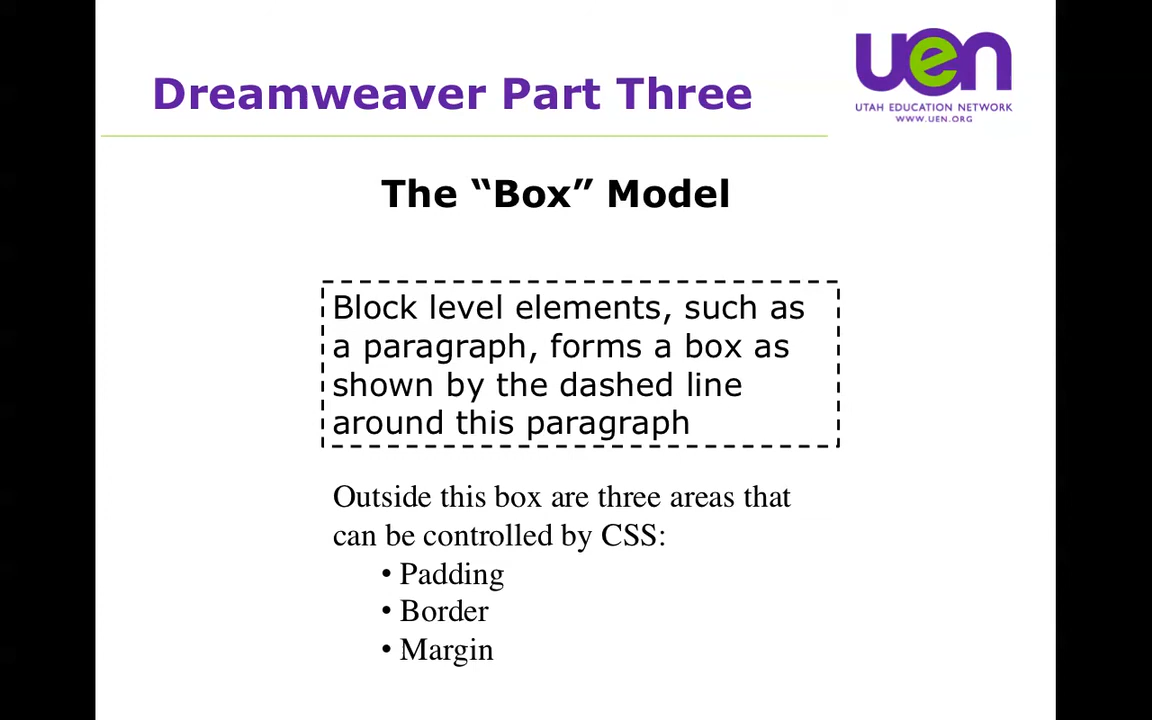 Dreamweaver Part Three
uen
UTAH EDUCATION NETWORK
WWW.UEN.ORG
The “Box” Model
Block level elements, such as
a paragraph, forms a box as
shown by the dashed line
around this paragraph
Outside this box are three areas that
can be controlled by CSS:
• Padding
• Border
• Margin